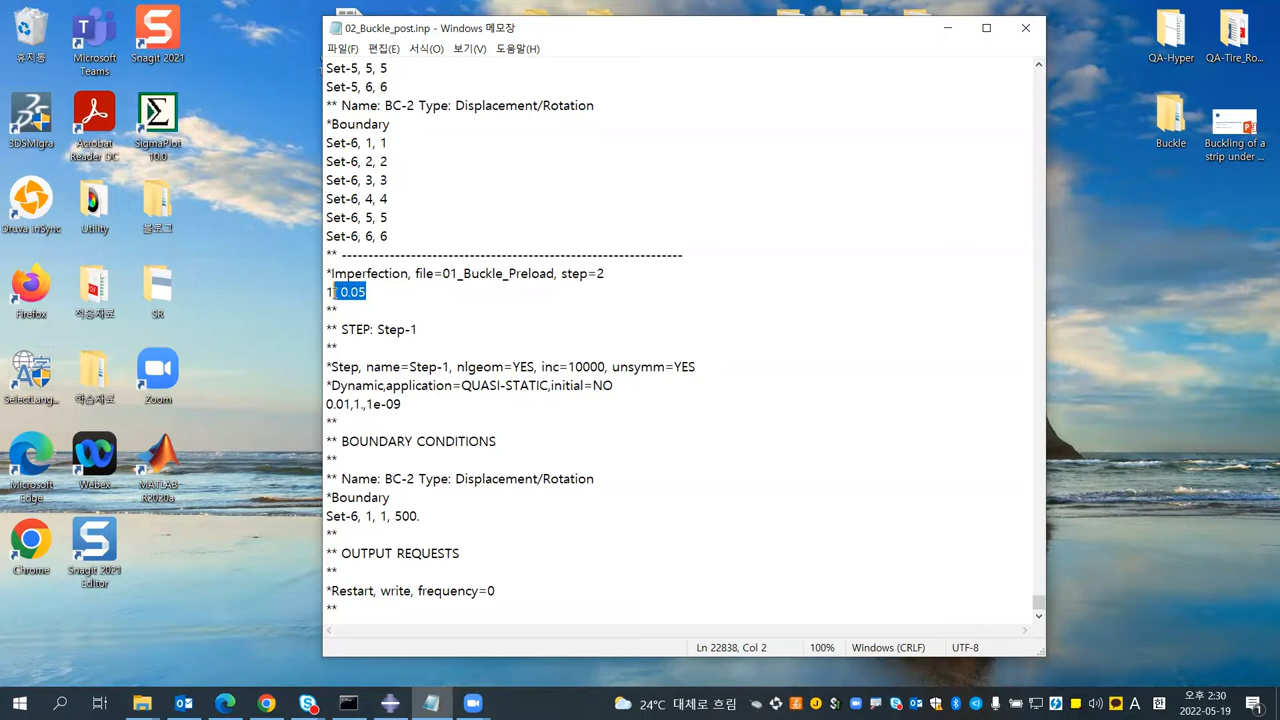 02_Buckle_post.inp - Windows 메모장
파일(F) 편집(E) 서식(O) 보기(V) 도움말(H)
Set-5, 5, 5
Set-5, 6, 6
** Name: BC-2 Type: Displacement/Rotation
*Boundary
Set-6, 1, 1
Set-6, 2, 2
Set-6, 3, 3
Set-6, 4, 4
Set-6, 5, 5
Set-6, 6, 6
** ----------------------------------------------------------------
*Imperfection, file=01_Buckle_Preload, step=2
1, 0.05
**
** STEP: Step-1
**
*Step, name=Step-1, nlgeom=YES, inc=10000, unsymm=YES
*Dynamic,application=QUASI-STATIC,initial=NO
0.01,1.,1e-09
**
** BOUNDARY CONDITIONS
**
** Name: BC-2 Type: Displacement/Rotation
*Boundary
Set-6, 1, 1, 500.
**
** OUTPUT REQUESTS
**
*Restart, write, frequency=0
**
Ln 22838, Col 2 100% Windows (CRLF) UTF-8
휴지통
Microsoft
Teams
Snagit 2021
3DSMigra
Acrobat
Reader DC
SigmaPlot
10.0
Druva inSync
Utility
블로그
Firefox
적용자료
SR
SelectLang...
학습자료
Zoom
Microsoft
Edge
Webex
MATLAB
R2020a
Chrome
Snagit 2021
Editor
QA-Hyper
QA-Tire_Ro...
Buckle
Buckling of a
strip under ...
24°C 대체로 흐림
A
한
오후 2:30
2022-05-19